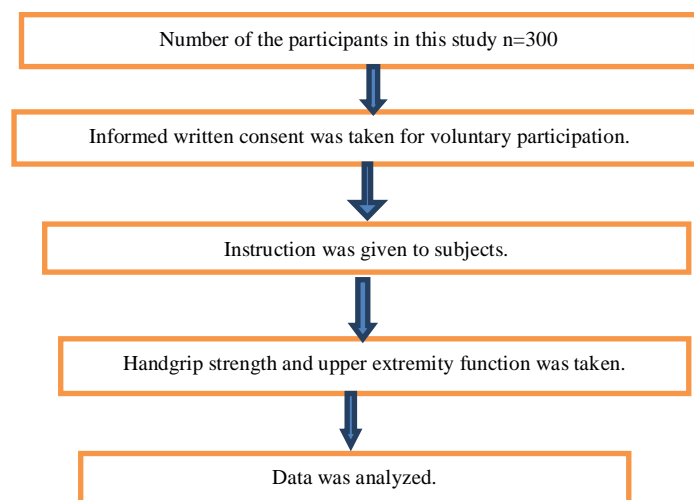 Number of the participants in this study n=300
Informed written consent was taken for voluntary participation.
Instruction was given to subjects.
Handgrip strength and upper extremity function was taken.
Data was analyzed.